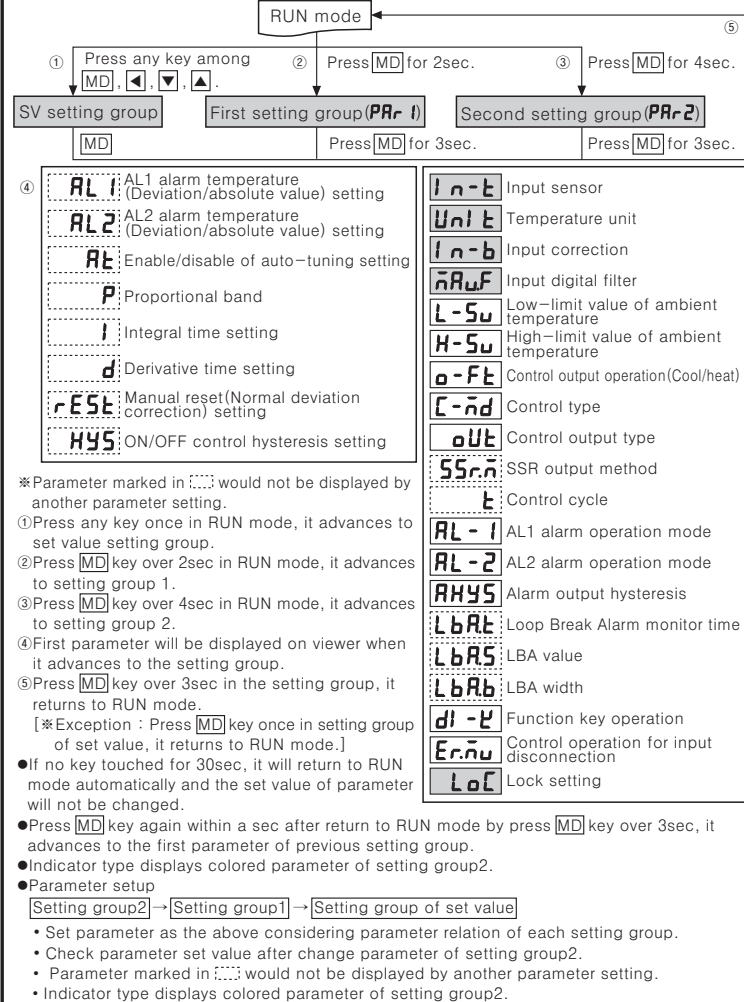 RUN mode
⑤
① Press any key among
MD, ◀, ▼, ▲.
② Press MD for 2sec.
③ Press MD for 4sec.
SV setting group
First setting group(PAr1)
Second setting group(PAr2)
MD
Press MD for 3sec.
Press MD for 3sec.
④
AL1 AL1 alarm temperature
(Deviation/absolute value) setting
AL2 AL2 alarm temperature
(Deviation/absolute value) setting
At Enable/disable of auto-tuning setting
P Proportional band
I Integral time setting
d Derivative time setting
rESt Manual reset(Normal deviation
correction) setting
HYS ON/OFF control hysteresis setting
In-t Input sensor
UnIt Temperature unit
In-b Input correction
mAu.F Input digital filter
L-Su Low-limit value of ambient
temperature
H-Su High-limit value of ambient
temperature
o-Ft Control output operation(Cool/heat)
C-md Control type
oUt Control output type
SSr.m SSR output method
t Control cycle
AL-1 AL1 alarm operation mode
AL-2 AL2 alarm operation mode
AHYS Alarm output hysteresis
LbA.t Loop Break Alarm monitor time
LbA.S LBA value
LbA.b LBA width
dI-K Function key operation
Er.mu Control operation for input
disconnection
LoC Lock setting
※Parameter marked in would not be displayed by
another parameter setting.
①Press any key once in RUN mode, it advances to
set value setting group.
②Press MD key over 2sec in RUN mode, it advances
to setting group 1.
③Press MD key over 4sec in RUN mode, it advances
to setting group 2.
④First parameter will be displayed on viewer when
it advances to the setting group.
⑤Press MD key over 3sec in the setting group, it
returns to RUN mode.
[※Exception : Press MD key once in setting group
of set value, it returns to RUN mode.]
●If no key touched for 30sec, it will return to RUN
mode automatically and the set value of parameter
will not be changed.
●Press MD key again within a sec after return to RUN mode by press MD key over 3sec, it
advances to the first parameter of previous setting group.
●Indicator type displays colored parameter of setting group2.
●Parameter setup
Setting group2→Setting group1→Setting group of set value
• Set parameter as the above considering parameter relation of each setting group.
• Check parameter set value after change parameter of setting group2.
• Parameter marked in would not be displayed by another parameter setting.
• Indicator type displays colored parameter of setting group2.